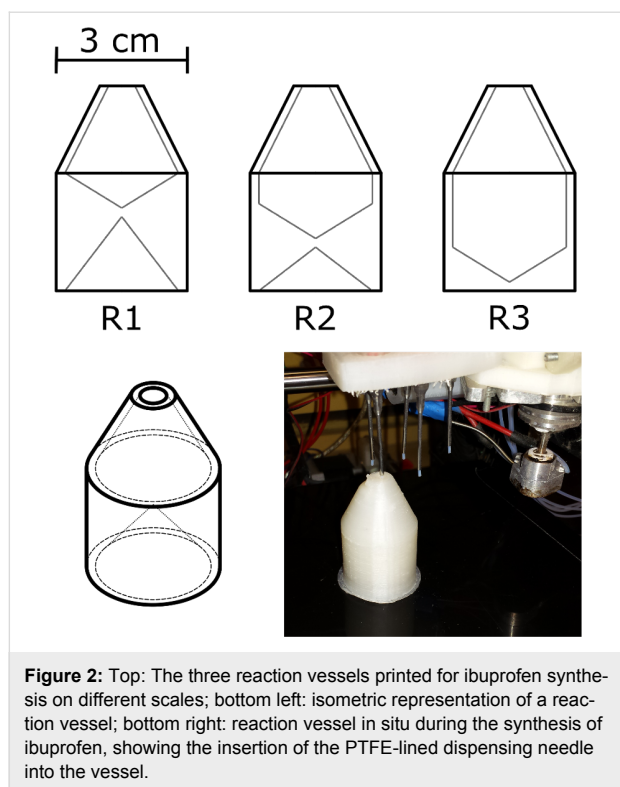 3 cm
R1 R2 R3
Figure 2: Top: The three reaction vessels printed for ibuprofen synthe-
sis on different scales; bottom left: isometric representation of a reac-
tion vessel; bottom right: reaction vessel in situ during the synthesis of
ibuprofen, showing the insertion of the PTFE-lined dispensing needle
into the vessel.